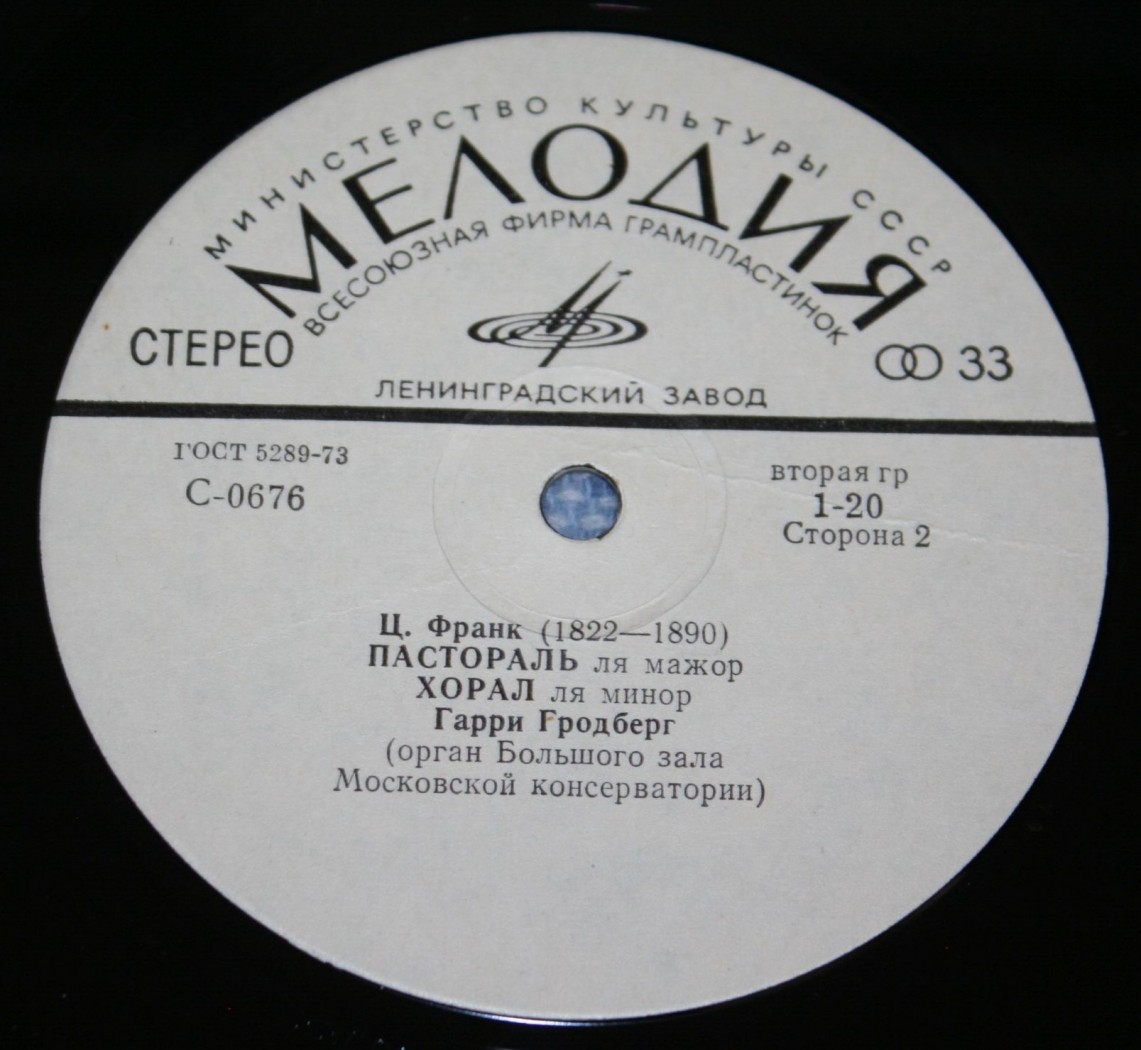 МИНИСТЕРСТВО КУЛЬТУРЫ СССР
МЕЛОДИЯ
ВСЕСОЮЗНАЯ ФИРМА ГРАМПЛАСТИНОК
СТЕРЕО
33
ЛЕНИНГРАДСКИЙ ЗАВОД
ГОСТ 5289-73
С-0676
вторая гр
1-20
Сторона 2
Ц. Франк (1822—1890)
ПАСТОРАЛЬ ля мажор
ХОРАЛ ля минор
Гарри Гродберг
(орган Большого зала
Московской консерватории)